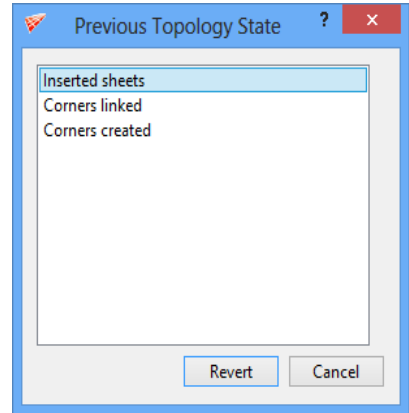 Previous Topology State ? ×
Inserted sheets
Corners linked
Corners created
Revert Cancel